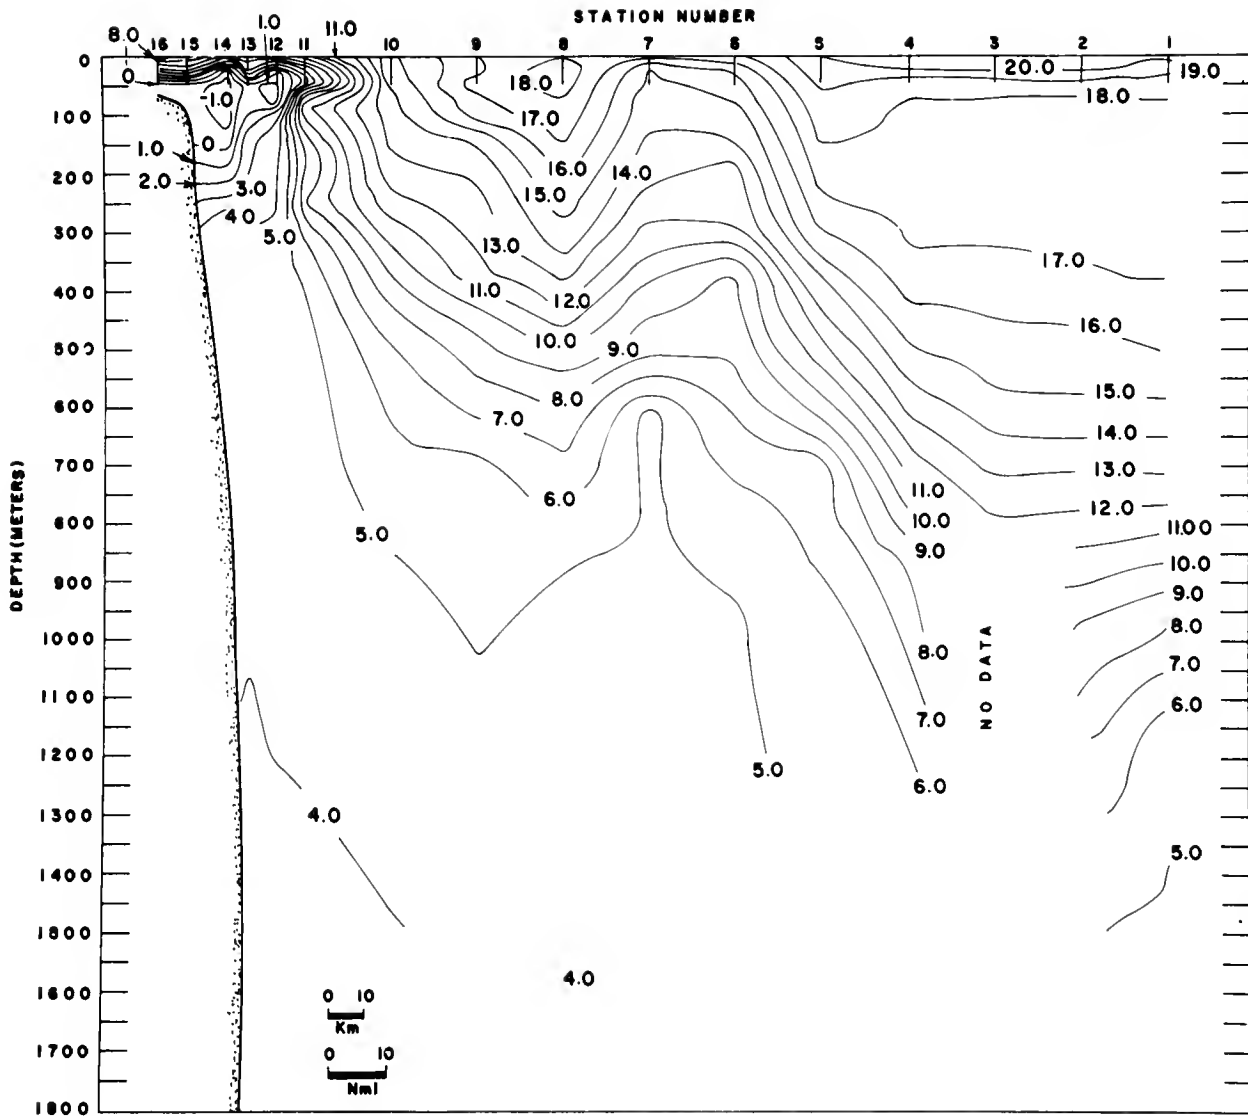 STATION NUMBER
8.0 1.0 11.0
16 15 14 13 12 11 10 9 8 7 6 5 4 3 2 1
0 0 18.0 20.0 19.0
-1.0 18.0
100 17.0
0
1.0 16.0 14.0
200 2.0 3.0 15.0
4.0
300 5.0 13.0 17.0
400 11.0 12.0 16.0
10.0 9.0
500
600 8.0 15.0
7.0 14.0
700 13.0
6.0 11.0 12.0
800 5.0 10.0 11.00
9.0 10.0
900 9.0
1000 8.0 8.0
7.0
1100 7.0 6.0
1200 5.0 6.0
1300 4.0
1400 5.0
1500
1600 4.0
1700
1800
DEPTH (METERS)
NO DATA
0 10
Km
0 10
Nmi